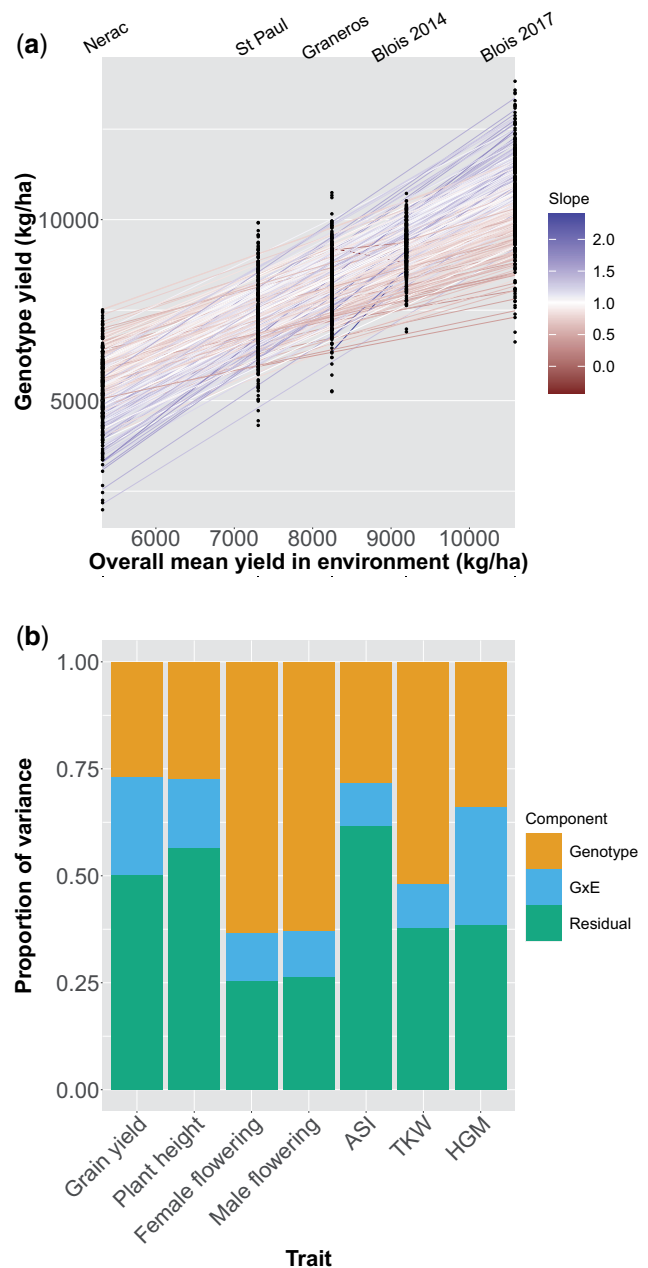 (a)
Nerac
St Paul
Graneros
Blois 2014
Blois 2017
Genotype yield (kg/ha)
10000
5000
6000
7000
8000
9000
10000
Overall mean yield in environment (kg/ha)
Slope
2.0
1.5
1.0
0.5
0.0
(b)
Proportion of variance
1.00
0.75
0.50
0.25
0.00
Grain yield
Plant height
Female flowering
Male flowering
ASI
TKW
HGM
Trait
Component
Genotype
GxE
Residual